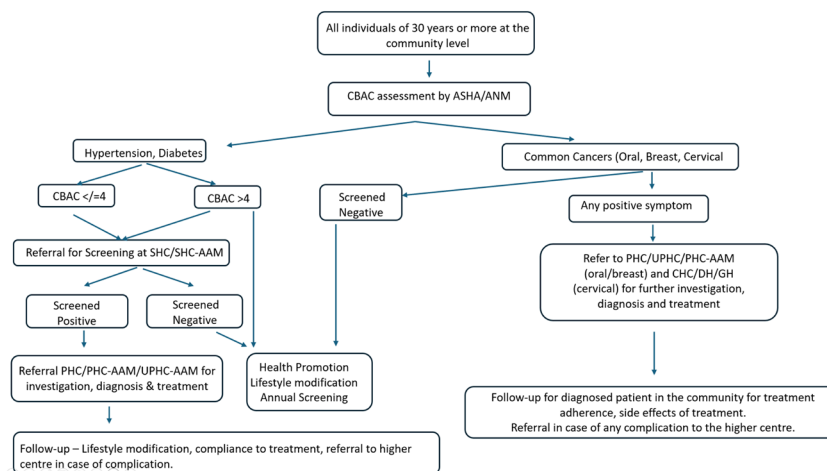 All individuals of 30 years or more at the
community level
CBAC assessment by ASHA/ANM
Hypertension, Diabetes
Common Cancers (Oral, Breast, Cervical
CBAC </=4
CBAC >4
Screened
Negative
Any positive symptom
Referral for Screening at SHC/SHC-AAM
Refer to PHC/UPHC/PHC-AAM
(oral/breast) and CHC/DH/GH
(cervical) for further investigation,
diagnosis and treatment
Screened
Positive
Screened
Negative
Referral PHC/PHC-AAM/UPHC-AAM for
investigation, diagnosis & treatment
Health Promotion
Lifestyle modification
Annual Screening
Follow-up for diagnosed patient in the community for treatment
adherence, side effects of treatment.
Referral in case of any complication to the higher centre.
Follow-up – Lifestyle modification, compliance to treatment, referral to higher
centre in case of complication.